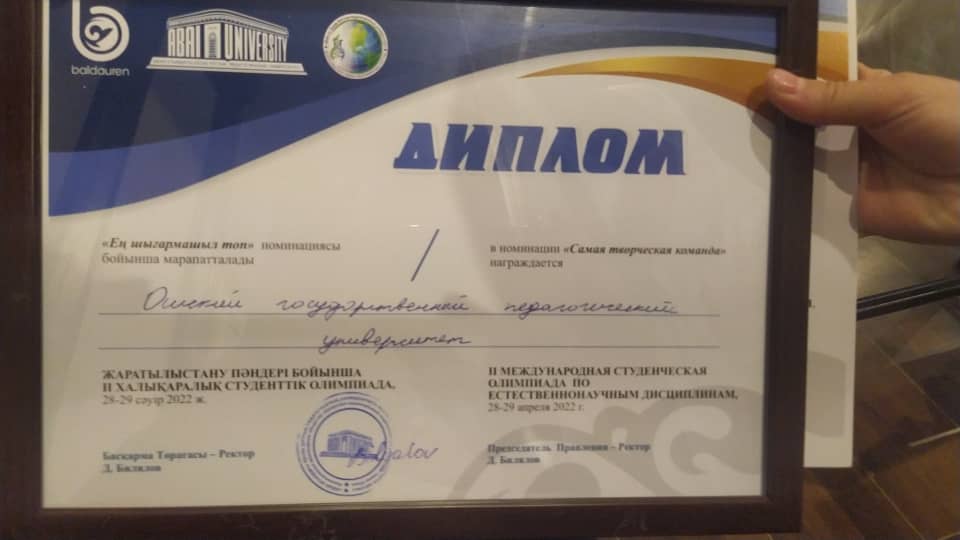 baldauren
ABAI UNIVERSITY
ДИПЛОМ
«Ең шығармашыл топ» номинациясы
бойынша марапатталады
/
в номинации «Самая творческая команда»
награждается
Омский государственный педагогический
университет
ЖАРАТЫЛЫСТАНУ ПӘНДЕРІ БОЙЫНША
II ХАЛЫҚАРАЛЫҚ СТУДЕНТТІК ОЛИМПИАДА,
28-29 сәуір 2022 ж.
II МЕЖДУНАРОДНАЯ СТУДЕНЧЕСКАЯ
ОЛИМПИАДА ПО
ЕСТЕСТВЕННОНАУЧНЫМ ДИСЦИПЛИНАМ,
28-29 апреля 2022 г.
Басқарма Төрағасы – Ректор
Д. Билялов
Председатель Правления – Ректор
Д. Билялов